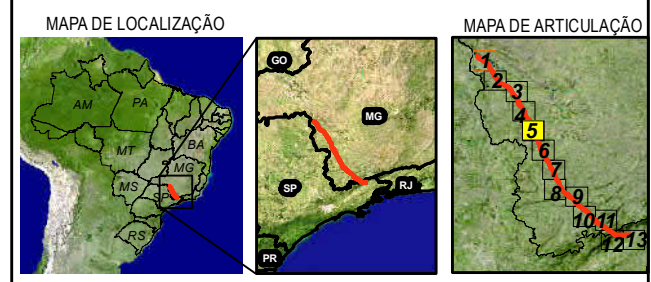 MAPA DE LOCALIZAÇÃO
AM
PA
MT
BA
MG
MS
SP
RS
GO
MG
SP
RJ
PR
MAPA DE ARTICULAÇÃO
1
2
3
4
5
6
7
8
9
10
11
12
13